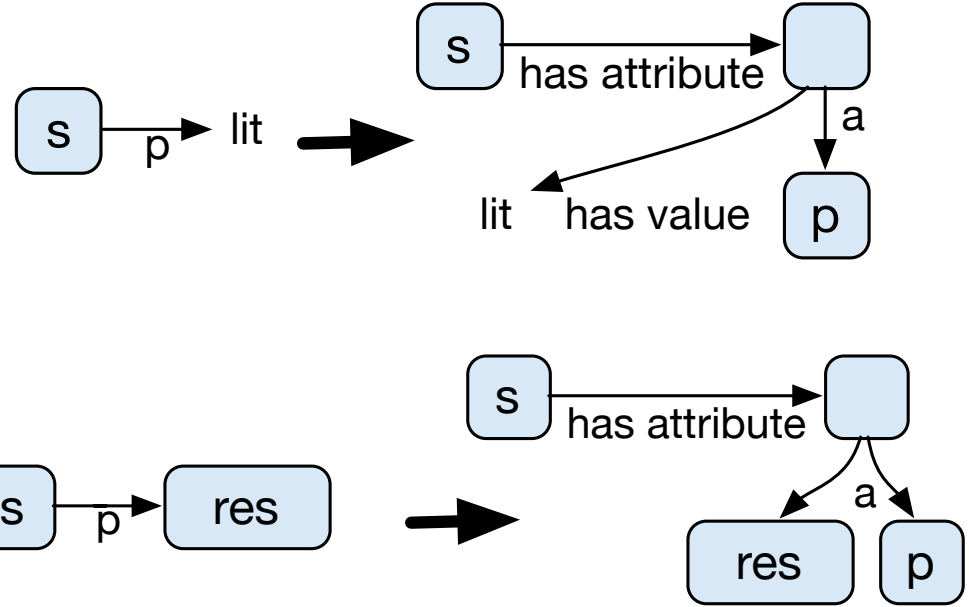 s
p
lit
s
has attribute
a
lit
has value
p
s
p
res
s
has attribute
a
res
p